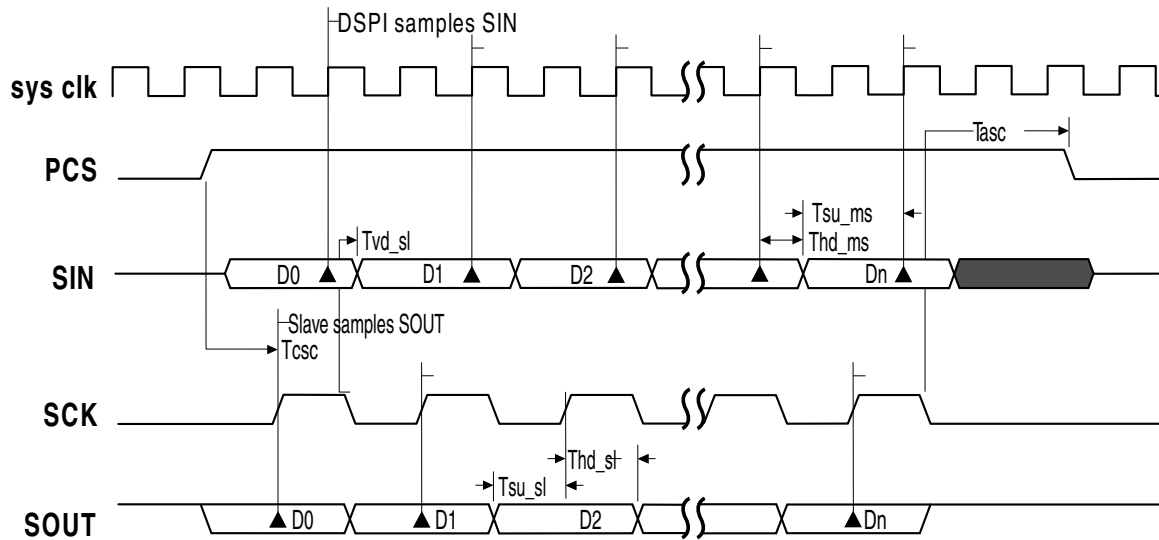 DSPI samples SIN
sys clk
Tasc
PCS
Tsu_ms
Tvd_sl
Thd_ms
SIN D0 D1 D2 Dn
Slave samples SOUT
Tcsc
SCK
Thd_sl
Tsu_sl
SOUT D0 D1 D2 Dn